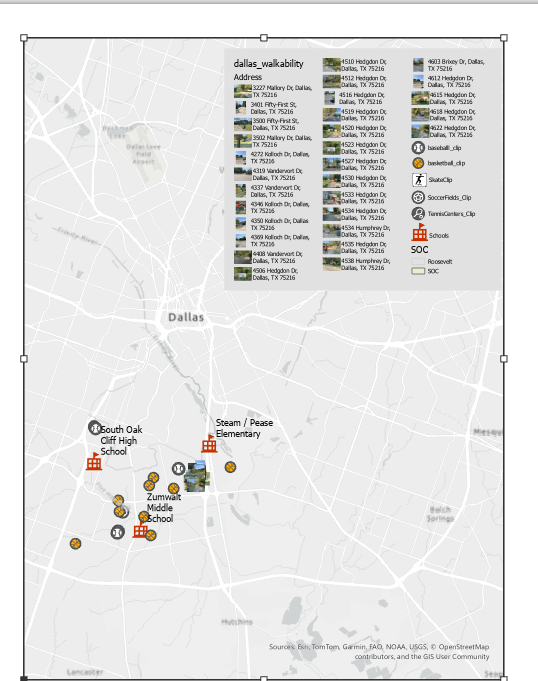 dallas_walkability
Address
3227 Mallory Dr, Dallas,
TX 75216
3401 Fifty-First St,
Dallas, TX 75216
3500 Fifty-First St,
Dallas, TX 75216
3502 Mallory Dr, Dallas,
TX 75216
4272 Kolloch Dr, Dallas,
TX 75216
4319 Vandervort Dr,
Dallas, TX 75216
4337 Vandervort Dr,
Dallas, TX 75216
4346 Kolloch Dr, Dallas,
TX 75216
4350 Kolloch Dr, Dallas
TX 75216
4369 Kolloch Dr, Dallas,
TX 75216
4408 Vandervort Dr,
Dallas, TX 75216
4506 Hedgdon Dr,
Dallas, TX 75216
4510 Hedgdon Dr,
Dallas, TX 75216
4512 Hedgdon Dr,
Dallas, TX 75216
4516 Hedgdon Dr,
Dallas, TX 75216
4519 Hedgdon Dr,
Dallas, TX 75216
4520 Hedgdon Dr,
Dallas, TX 75216
4523 Hedgdon Dr,
Dallas, TX 75216
4527 Hedgdon Dr,
Dallas, TX 75216
4530 Hedgdon Dr,
Dallas, TX 75216
4533 Hedgdon Dr,
Dallas, TX 75216
4534 Hedgdon Dr,
Dallas, TX 75216
4534 Humphrey Dr,
Dallas, TX 75216
4535 Hedgdon Dr,
Dallas, TX 75216
4538 Humphrey Dr,
Dallas, TX 75216
4603 Brixey Dr, Dallas,
TX 75216
4612 Hedgdon Dr,
Dallas, TX 75216
4615 Hedgdon Dr,
Dallas, TX 75216
4618 Hedgdon Dr,
Dallas, TX 75216
4622 Hedgdon Dr,
Dallas, TX 75216
baseball_clip
basketball_clip
SkateClip
SoccerFields_Clip
TennisCenters_Clip
Schools
SOC
Roosevelt
SOC
Dallas Love
Field
Airport
Trinity River
Dallas
Steam / Pease
Elementary
South Oak
Cliff High
School
Zumwalt
Middle
School
Balch
Springs
Hutchins
Lancaster
Sources: Esri, TomTom, Garmin, FAO, NOAA, USGS, © OpenStreetMap
contributors, and the GIS User Community